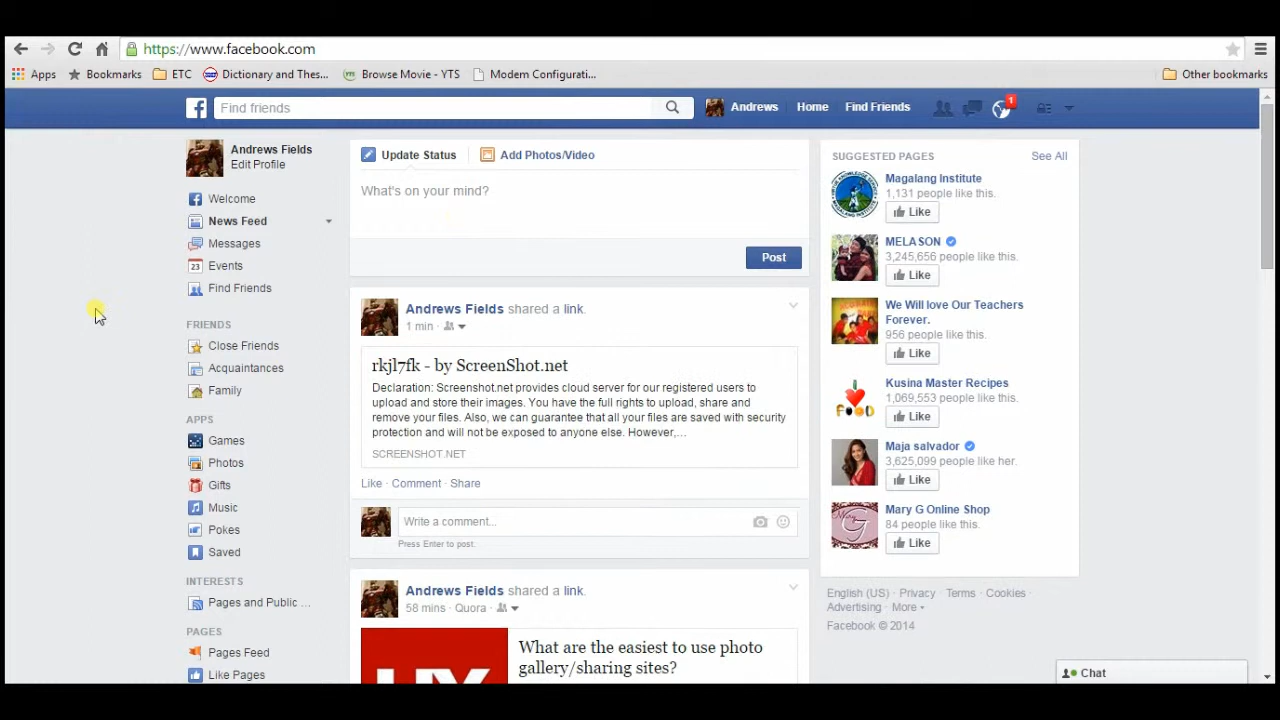 https://www.facebook.com
Apps
Bookmarks
ETC
Dictionary and Thes...
Browse Movie - YTS
Modem Configurati...
Other bookmarks
Find friends
Andrews
Home
Find Friends
1
Andrews Fields
Edit Profile
Welcome
News Feed
Messages
23
Events
Find Friends
FRIENDS
Close Friends
Acquaintances
Family
APPS
Games
Photos
Gifts
Music
Pokes
Saved
INTERESTS
Pages and Public ...
PAGES
Pages Feed
Like Pages
Update Status
Add Photos/Video
What's on your mind?
Post
Andrews Fields shared a link.
1 min ·
rkjl7fk - by ScreenShot.net
Declaration: Screenshot.net provides cloud server for our registered users to
upload and store their images. You have the full rights to upload, share and
remove your files. Also, we can guarantee that all your files are saved with security
protection and will not be exposed to anyone else. However,...
SCREENSHOT.NET
Like · Comment · Share
Write a comment...
Press Enter to post.
Andrews Fields shared a link.
58 mins · Quora ·
What are the easiest to use photo
gallery/sharing sites?
SUGGESTED PAGES
See All
Magalang Institute
1,131 people like this.
Like
MELASON
3,245,656 people like this.
Like
We Will love Our Teachers
Forever.
956 people like this.
Like
Kusina Master Recipes
1,069,553 people like this.
Like
Maja salvador
3,625,099 people like her.
Like
Mary G Online Shop
84 people like this.
Like
English (US) · Privacy · Terms · Cookies ·
Advertising · More
Facebook © 2014
Chat